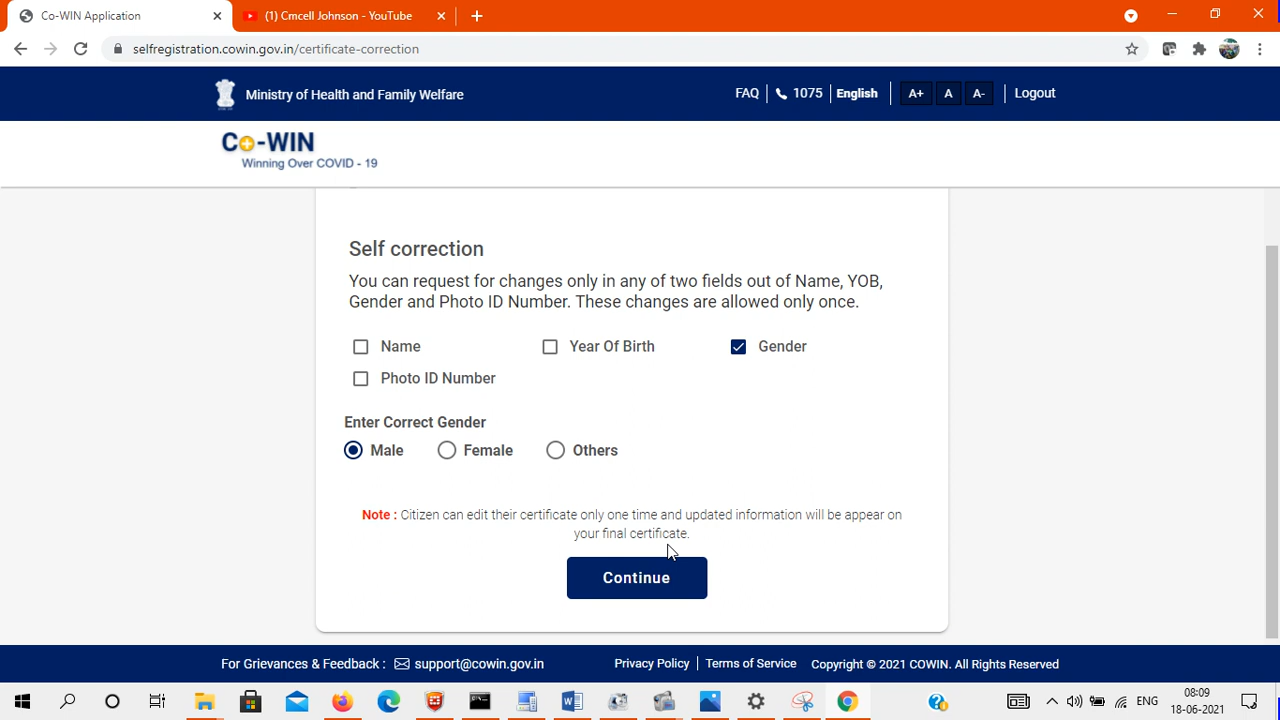 Co-WIN Application
(1) Cmcell Johnson - YouTube
selfregistration.cowin.gov.in/certificate-correction
Ministry of Health and Family Welfare
FAQ
1075
English
A+
A
A-
Logout
Co-WIN
Winning Over COVID - 19
Self correction
You can request for changes only in any of two fields out of Name, YOB,
Gender and Photo ID Number. These changes are allowed only once.
Name
Year Of Birth
Gender
Photo ID Number
Enter Correct Gender
Male
Female
Others
Note : Citizen can edit their certificate only one time and updated information will be appear on
your final certificate.
Continue
For Grievances & Feedback :
support@cowin.gov.in
Privacy Policy
Terms of Service
Copyright © 2021 COWIN. All Rights Reserved
ENG
08:09
18-06-2021